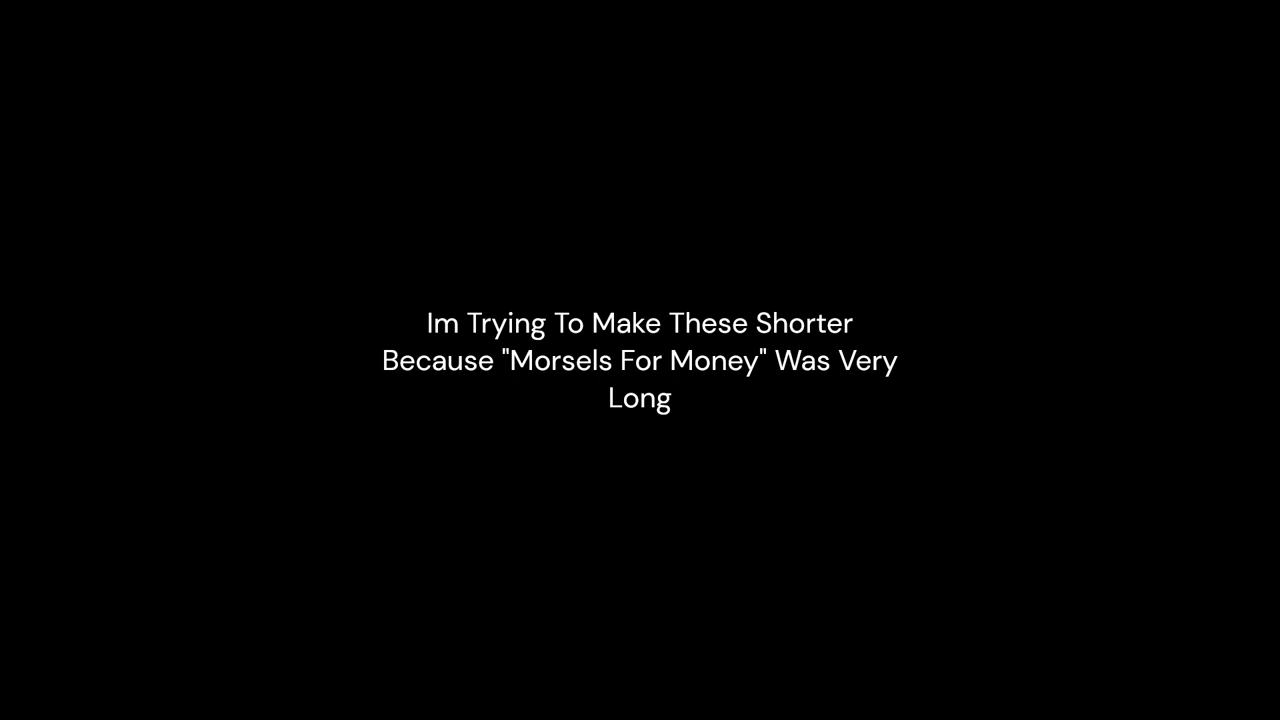 Im Trying To Make These Shorter
Because "Morsels For Money" Was Very
Long